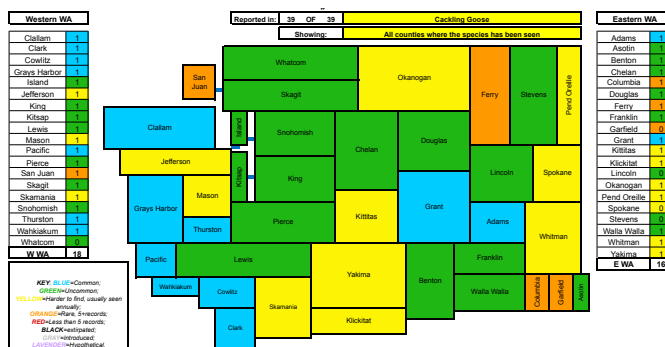 Western WA
Clallam 1
Clark 1
Cowlitz 1
Grays Harbor 1
Island 1
Jefferson 1
King 1
Kitsap 1
Lewis 1
Mason 1
Pacific 1
Pierce 1
San Juan 1
Skagit 1
Skamania 1
Snohomish 1
Thurston 1
Wahkiakum 1
Whatcom 0
W WA 18
KEY: BLUE=Common;
GREEN=Uncommon;
YELLOW=Harder to find, usually seen
annually;
ORANGE=Rare, 5+records;
RED=Less than 5 records;
BLACK=extirpated;
GRAY=Introduced;
LAVENDER=Hypothetical.
Reported in: 39 OF 39 Cackling Goose
Showing: All counties where the species has been seen
San Juan
Whatcom
Skagit
Okanogan
Ferry
Stevens
Pend Oreille
Clallam
Island
Snohomish
Chelan
Douglas
Jefferson
Kitsap
King
Lincoln
Spokane
Grays Harbor
Mason
Thurston
Pierce
Kittitas
Grant
Adams
Whitman
Pacific
Lewis
Yakima
Benton
Franklin
Wahkiakum
Cowlitz
Skamania
Walla Walla
Columbia
Garfield
Asotin
Clark
Klickitat
Eastern WA
Adams 1
Asotin 1
Benton 1
Chelan 1
Columbia 1
Douglas 1
Ferry 1
Franklin 1
Garfield 0
Grant 1
Kittitas 1
Klickitat 1
Lincoln 0
Okanogan 1
Pend Oreille 1
Spokane 0
Stevens 0
Walla Walla 1
Whitman 1
Yakima 1
E WA 16